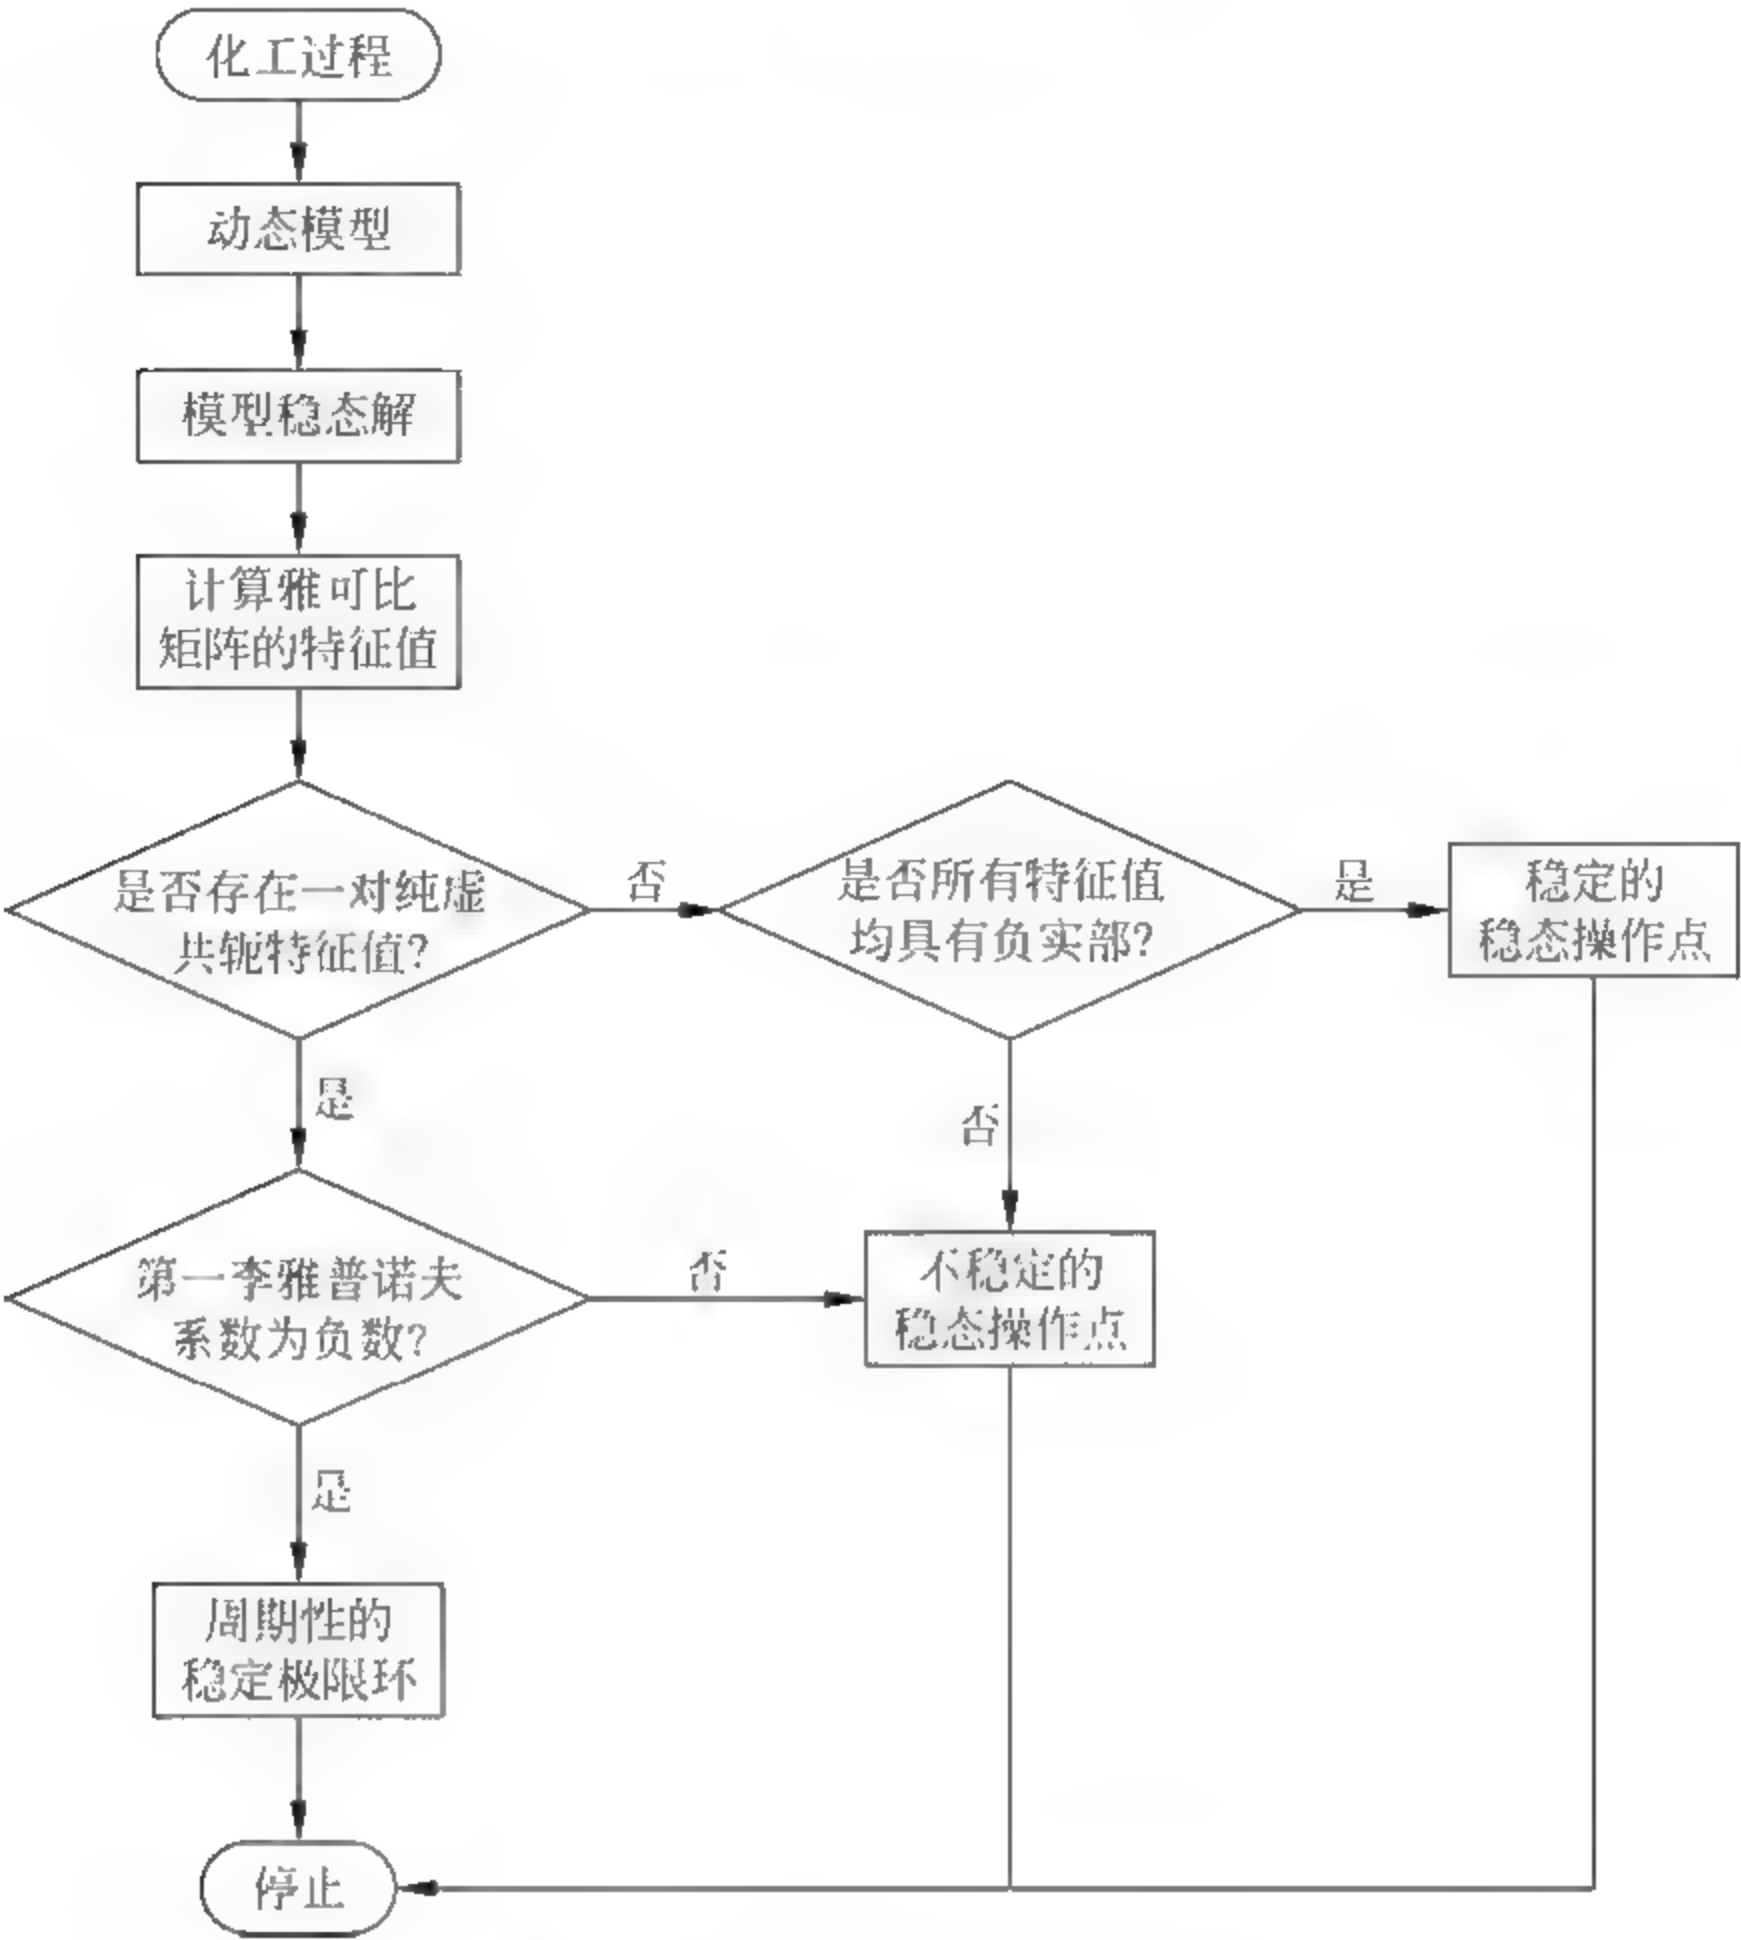 化工过程
动态模型
模型稳态解
计算雅可比
矩阵的特征值
是否存在一对纯虚
共轭特征值?
否
是否所有特征值
均具有负实部?
是
稳定的
稳态操作点
是
否
第一李雅普诺夫
系数为负数?
否
不稳定的
稳态操作点
是
周期性的
稳定极限环
停止